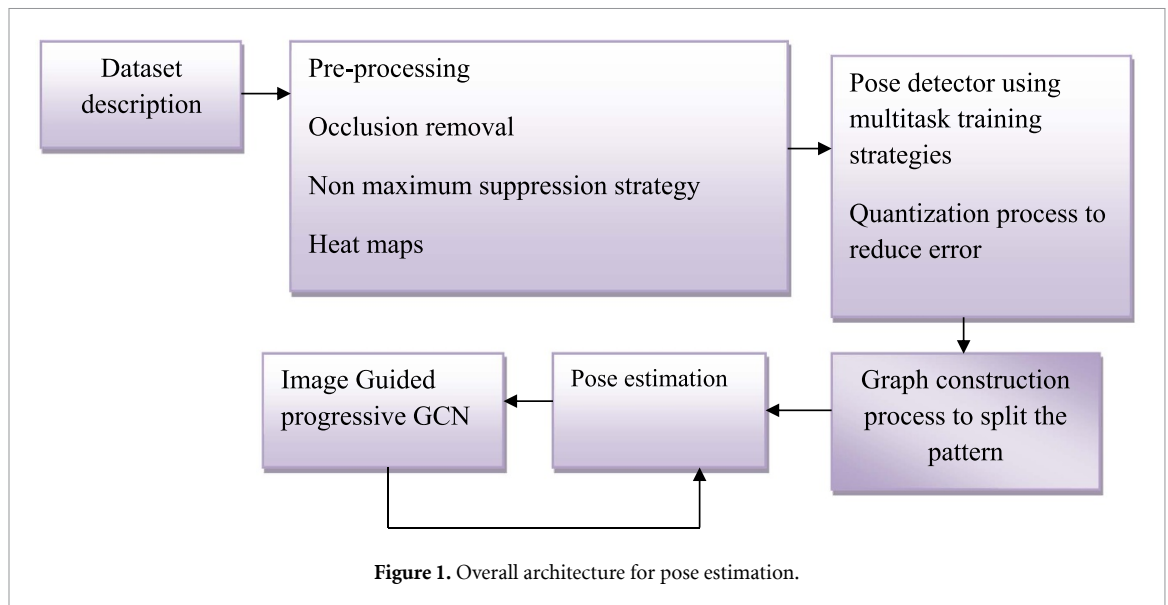 Dataset
description
Pre-processing
Occlusion removal
Non maximum suppression strategy
Heat maps
Pose detector using
multitask training
strategies
Quantization process to
reduce error
Graph construction
process to split the
pattern
Pose estimation
Image Guided
progressive GCN
Figure 1. Overall architecture for pose estimation.